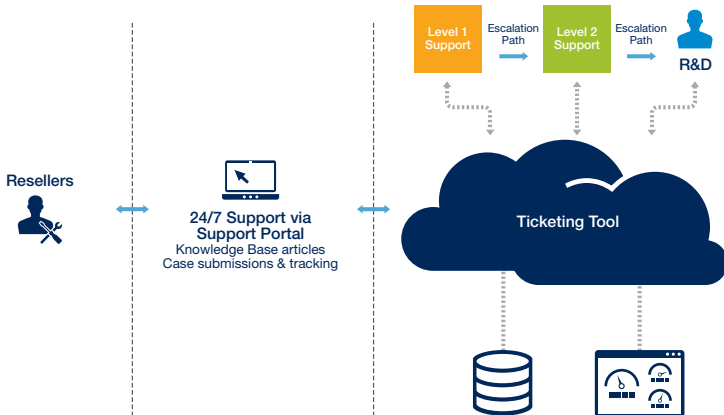 Level 1
Support
Escalation
Path
Level 2
Support
Escalation
Path
R&D
Resellers
24/7 Support via
Support Portal
Knowledge Base articles
Case submissions & tracking
Ticketing Tool